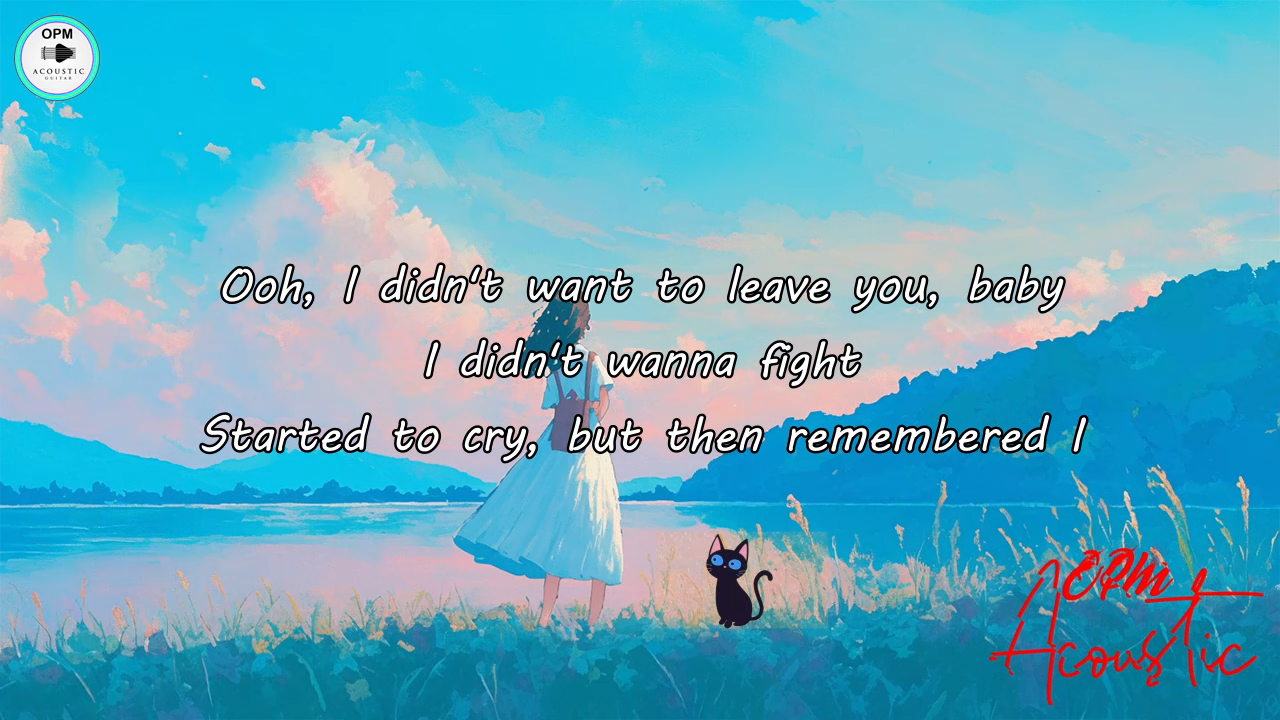 OPM
ACOUSTIC
GUITAR
Ooh, I didn't want to leave you, baby
I didn't wanna fight
Started to cry, but then remembered I
OPM
Acoustic